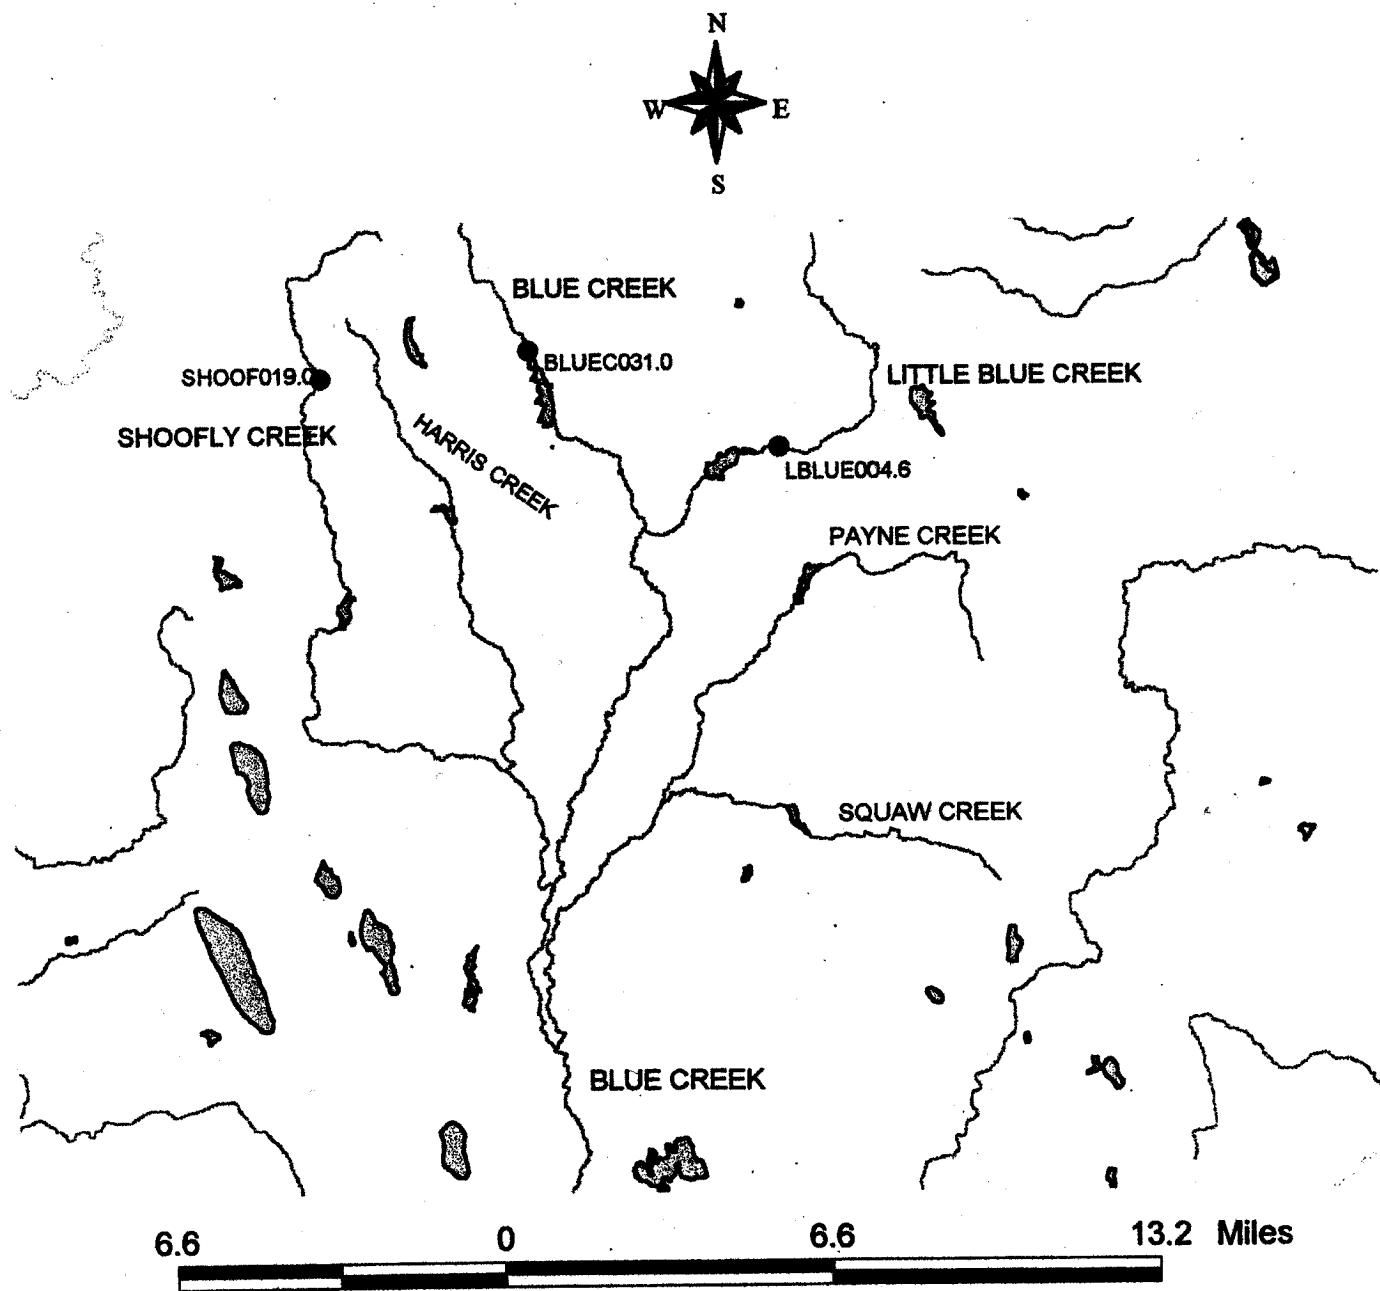 N
W E
S
BLUE CREEK
BLUEC031.0
SHOOF019.0
LITTLE BLUE CREEK
SHOOFLY CREEK
HARRIS CREEK
LBLUE004.6
PAYNE CREEK
SQUAW CREEK
BLUE CREEK
6.6 0 6.6 13.2 Miles